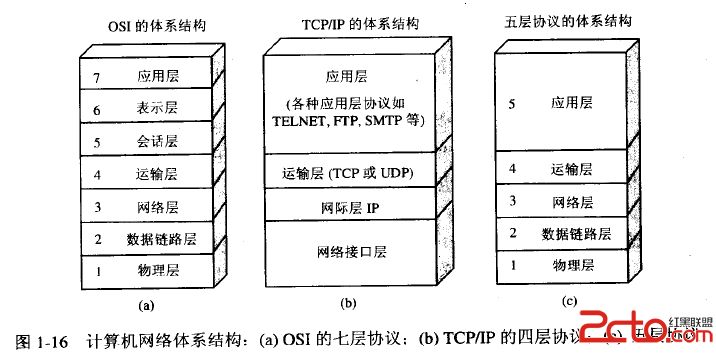 OSI 的体系结构
7 应用层
6 表示层
5 会话层
4 运输层
3 网络层
2 数据链路层
1 物理层
(a)
TCP/IP 的体系结构
应用层
(各种应用层协议如
TELNET, FTP, SMTP 等)
运输层 (TCP 或 UDP)
网际层 IP
网络接口层
(b)
五层协议的体系结构
5 应用层
4 运输层
3 网络层
2 数据链路层
1 物理层
(c)
图 1-16 计算机网络体系结构：(a) OSI 的七层协议；(b) TCP/IP 的四层协议；
2cto.com
红黑联盟